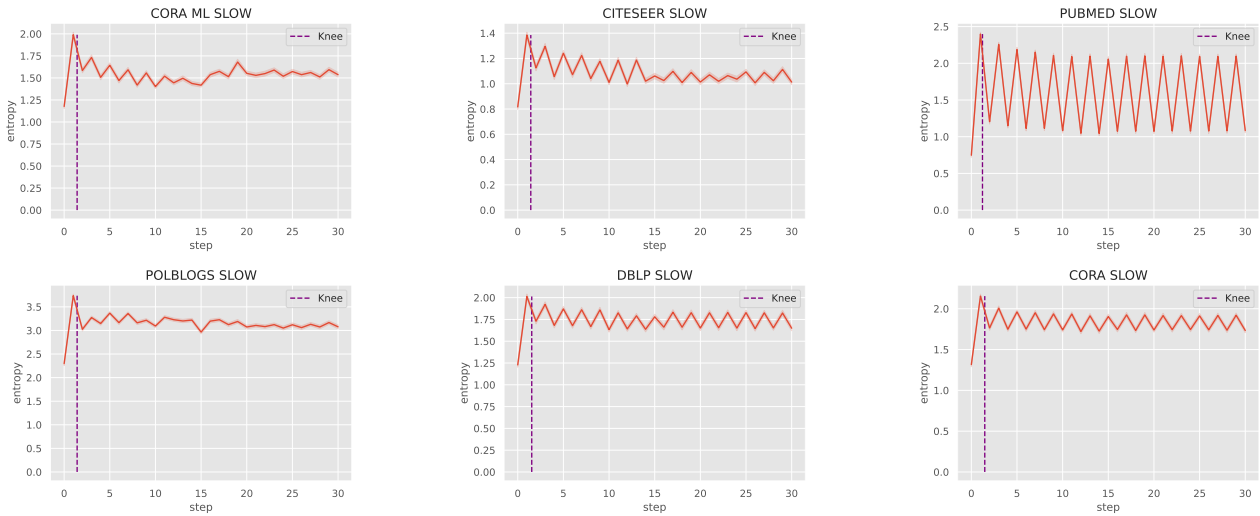 CORA ML SLOW
2.00
1.75
1.50
1.25
1.00
0.75
0.50
0.25
0.00
entropy
0 5 10 15 20 25 30
step
Knee
CITESEER SLOW
1.4
1.2
1.0
0.8
0.6
0.4
0.2
0.0
entropy
0 5 10 15 20 25 30
step
Knee
PUBMED SLOW
2.5
2.0
1.5
1.0
0.5
0.0
entropy
0 5 10 15 20 25 30
step
Knee
POLBLOGS SLOW
3.5
3.0
2.5
2.0
1.5
1.0
0.5
0.0
entropy
0 5 10 15 20 25 30
step
Knee
DBLP SLOW
2.00
1.75
1.50
1.25
1.00
0.75
0.50
0.25
0.00
entropy
0 5 10 15 20 25 30
step
Knee
CORA SLOW
2.0
1.5
1.0
0.5
0.0
entropy
0 5 10 15 20 25 30
step
Knee